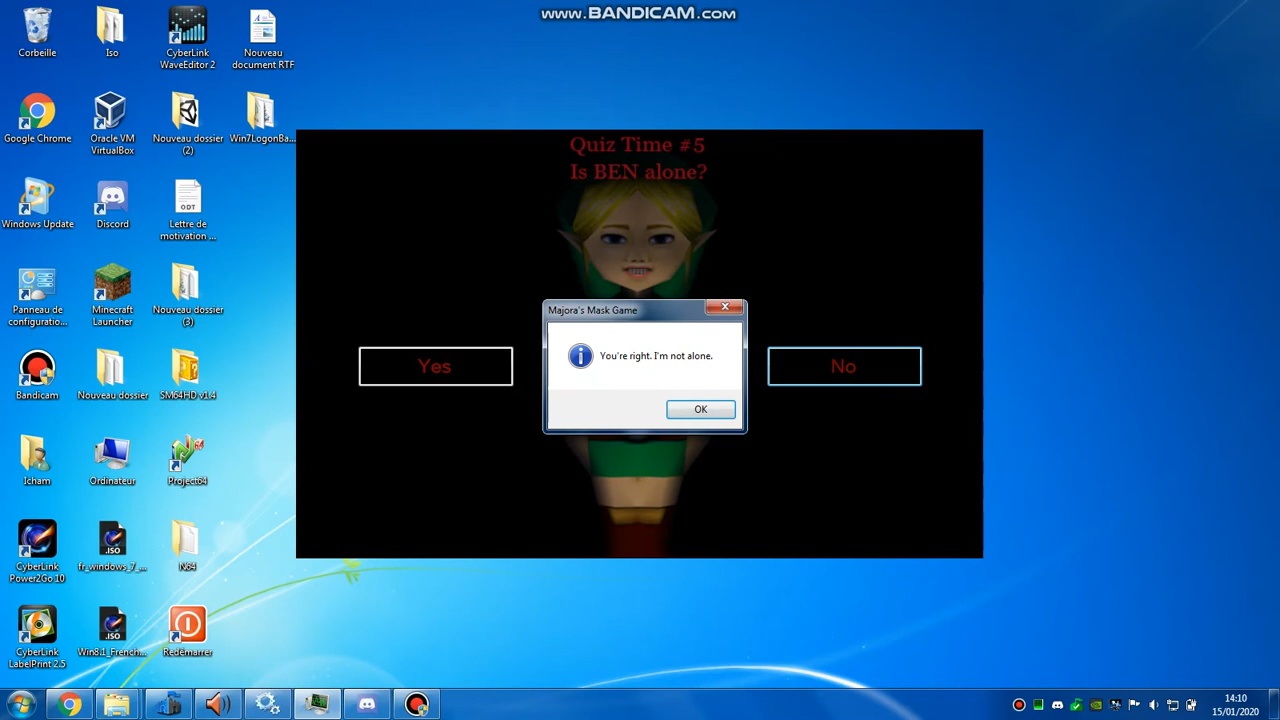 www.BANDICAM.com
Corbeille
Iso
CyberLink
WaveEditor 2
Nouveau
document RTF
Google Chrome
Oracle VM
VirtualBox
Nouveau dossier
(2)
Win7LogonBa...
Windows Update
Discord
Lettre de
motivation ...
ODT
Panneau de
configuratio...
Minecraft
Launcher
Nouveau dossier
(3)
Bandicam
Nouveau dossier
SM64HD v1.4
Icham
Ordinateur
Project64
CyberLink
Power2Go 10
.ISO
fr_windows_7_...
N64
CyberLink
LabelPrint 2.5
.ISO
Win8.1_French...
Redémarrer
Quiz Time #5
Is BEN alone?
Yes
No
Majora's Mask Game
You're right. I'm not alone.
OK
14:10
15/01/2020